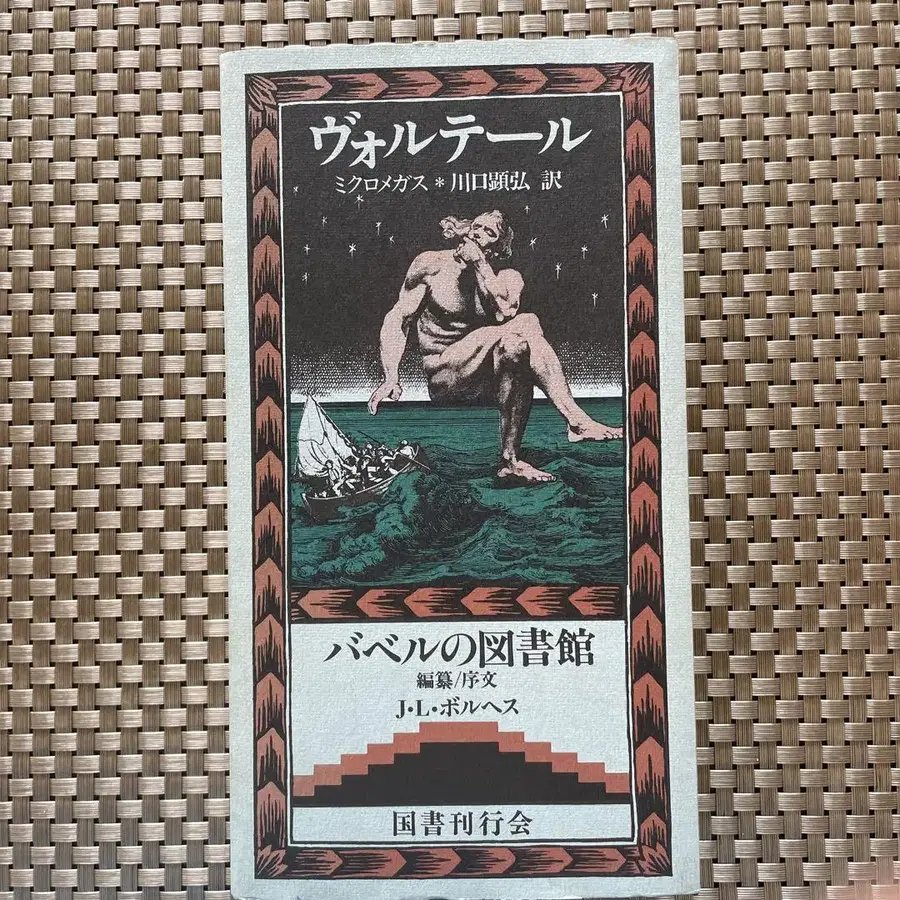 ヴォルテール
ミクロメガス＊川口顕弘 訳
バベルの図書館
編纂/序文
J・L・ボルヘス
国書刊行会